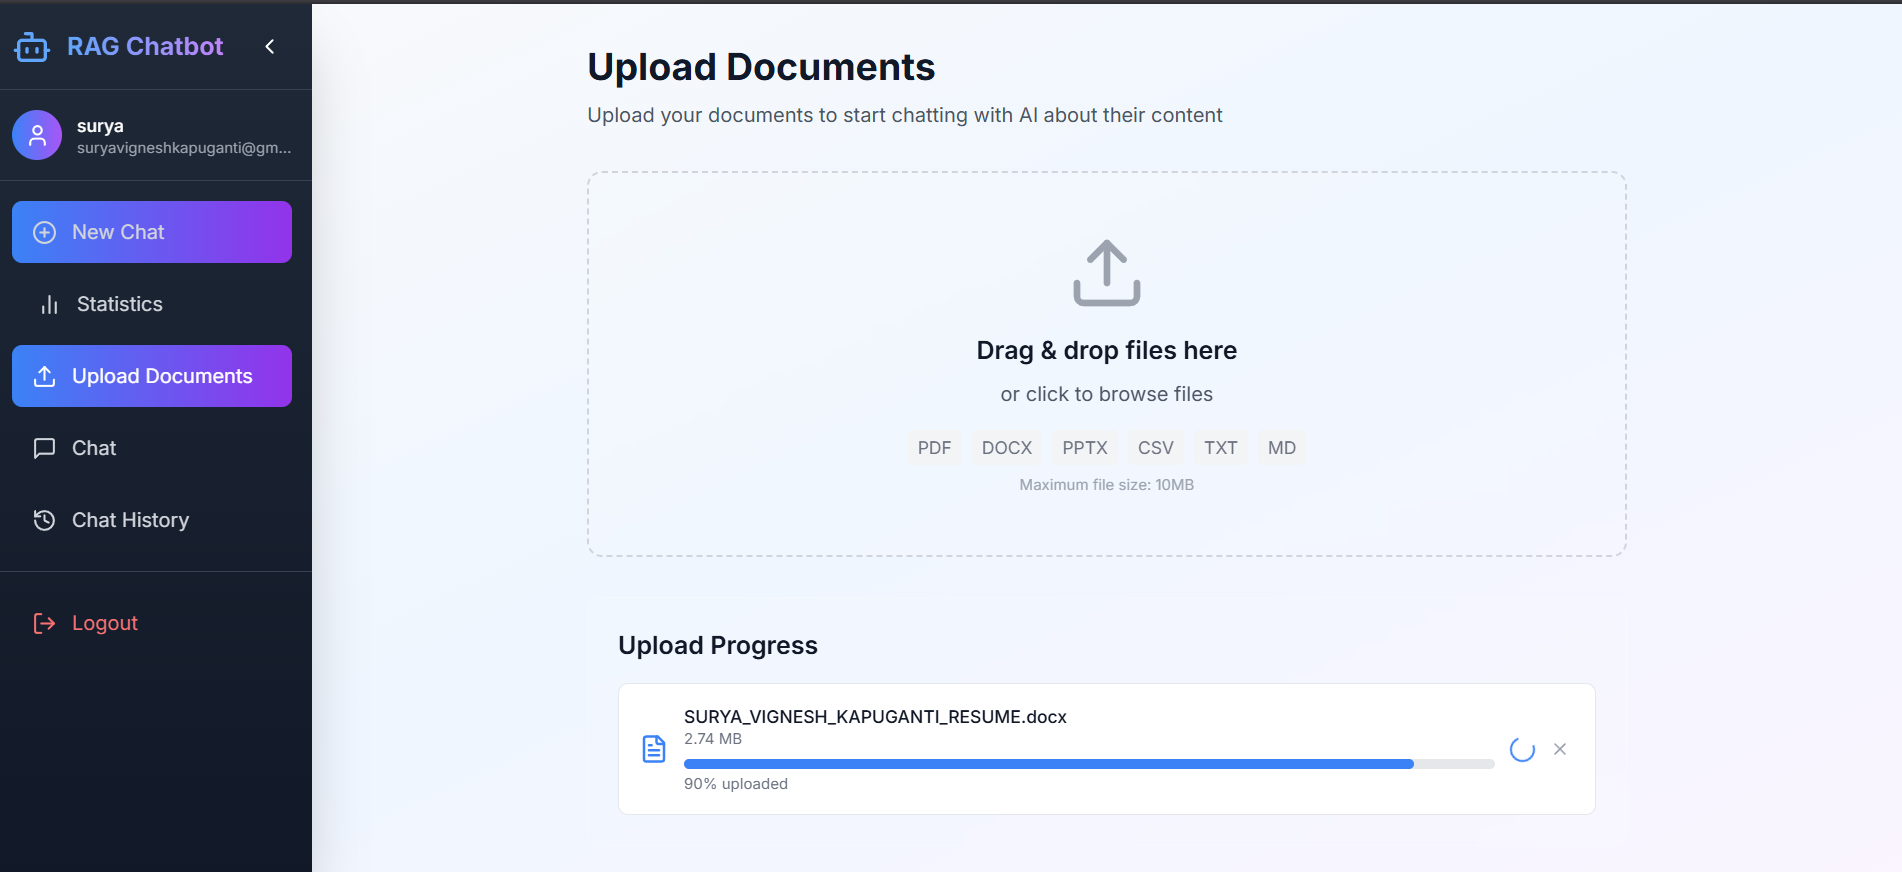 RAG Chatbot
surya
suryavigneshkapuganti@gm...
New Chat
Statistics
Upload Documents
Chat
Chat History
Logout
Upload Documents
Upload your documents to start chatting with AI about their content
Drag & drop files here
or click to browse files
PDF DOCX PPTX CSV TXT MD
Maximum file size: 10MB
Upload Progress
SURYA_VIGNESH_KAPUGANTI_RESUME.docx
2.74 MB
90% uploaded